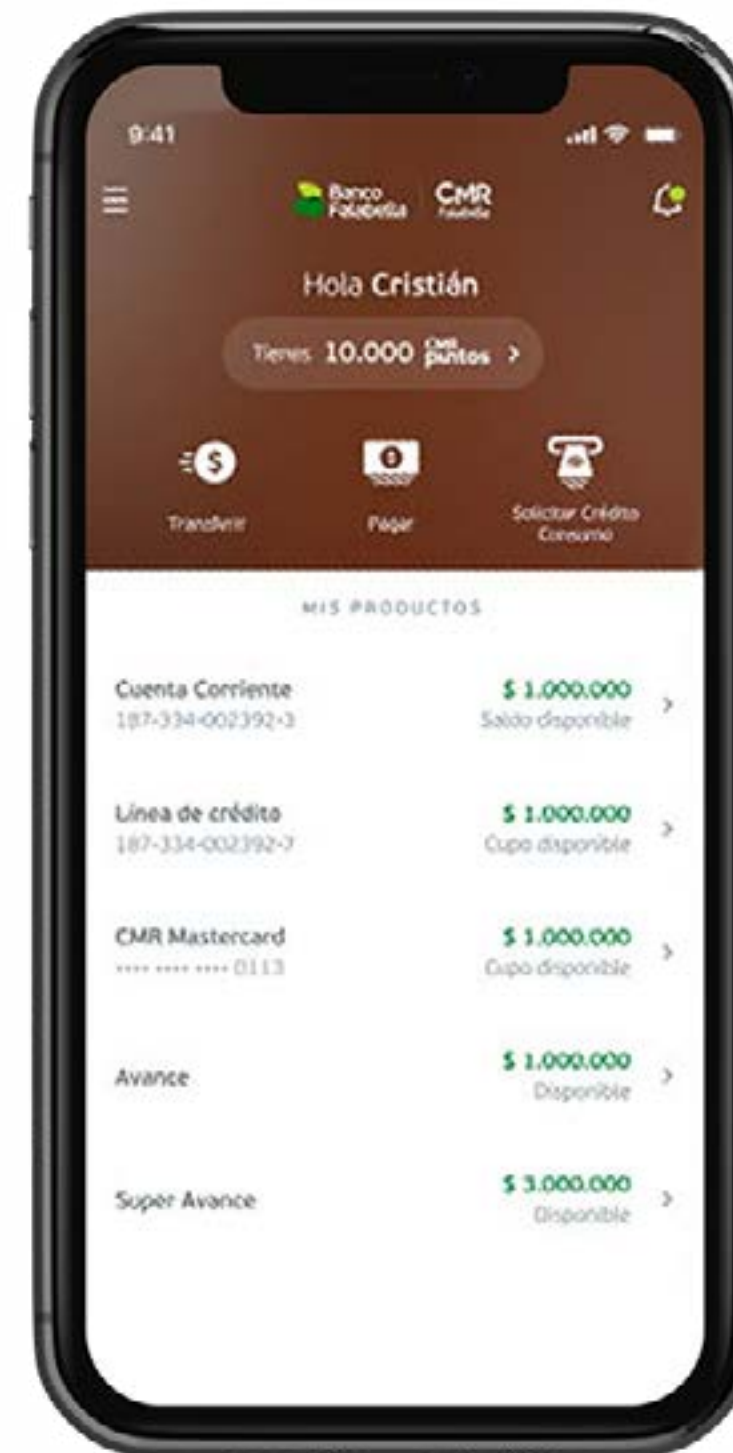 9:41
Banco Falabella
CMR Falabella
Hola Cristián
Tienes 10.000 CMR puntos >
Transferir
Pagar
Solicitar Crédito
Consumo
MIS PRODUCTOS
Cuenta Corriente
$ 1.000.000
187-334-002392-3
Saldo disponible
Línea de crédito
$ 1.000.000
187-334-002392-7
Cupo disponible
CMR Mastercard
$ 1.000.000
•••• •••• •••• 0113
Cupo disponible
Avance
$ 1.000.000
Disponible
Super Avance
$ 3.000.000
Disponible